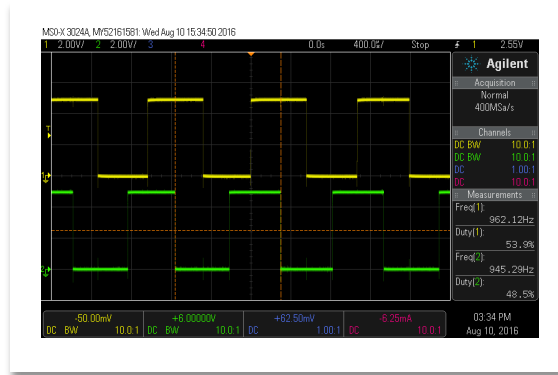 MSO-X 3024A, MY52161581: Wed Aug 10 15:34:50 2016
1 2.00V/ 2 2.00V/ 3 4 0.0s 400.0%/ Stop 1 2.55V
Agilent
Acquisition
Normal
400MSa/s
Channels
DC BW 10.0:1
DC BW 10.0:1
DC 1.00:1
DC 10.0:1
Measurements
Freq(1):
962.12Hz
Duty(1):
53.9%
Freq(2):
945.29Hz
Duty(2):
48.5%
T
2
-50.00mV +6.00000V +62.50mV -6.25mA
DC BW 10.0:1 DC BW 10.0:1 DC 1.00:1 DC 10.0:1
03:34 PM
Aug 10, 2016